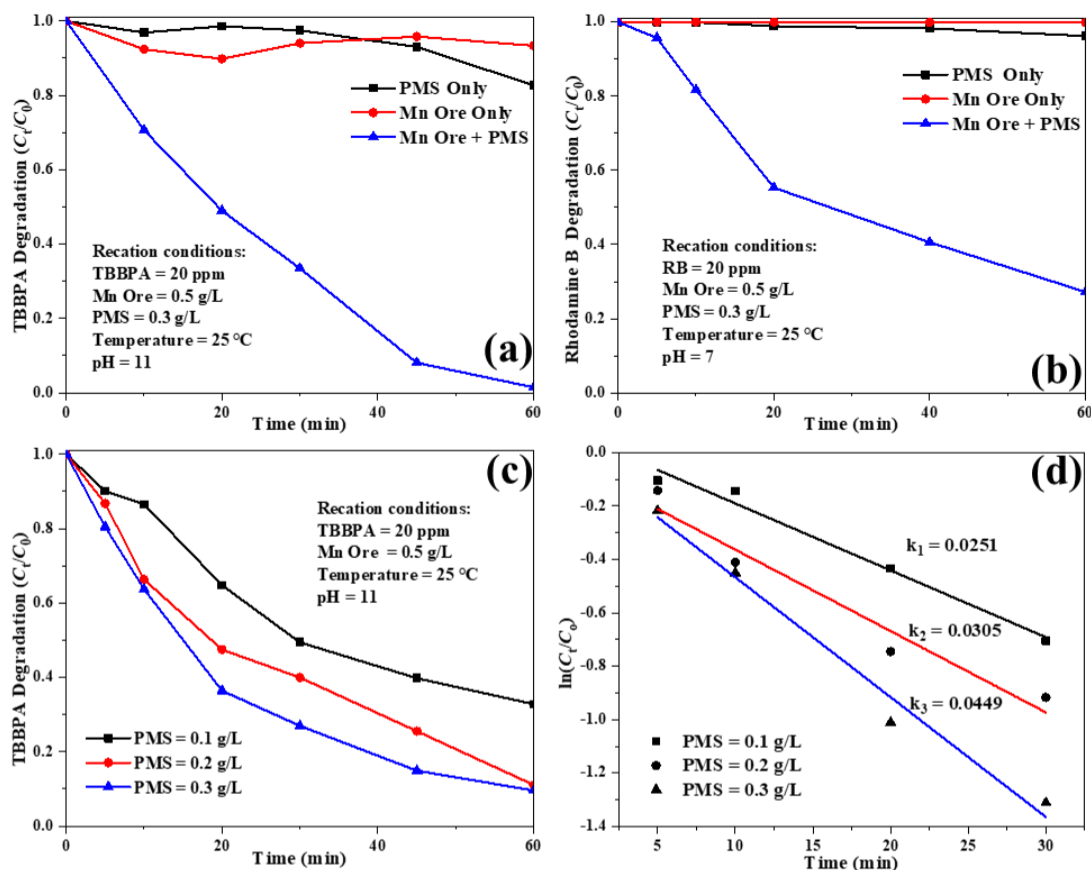 TBBPA Degradation (Ct/C0)
1.0
0.8
0.6
0.4
0.2
0.0
PMS Only
Mn Ore Only
Mn Ore + PMS
Recation conditions:
TBBPA = 20 ppm
Mn Ore = 0.5 g/L
PMS = 0.3 g/L
Temperature = 25 °C
pH = 11
(a)
0
20
40
60
Time (min)
Rhodamine B Degradation (Ct/C0)
1.0
0.8
0.6
0.4
0.2
0.0
PMS Only
Mn Ore Only
Mn Ore + PMS
Recation conditions:
RB = 20 ppm
Mn Ore = 0.5 g/L
PMS = 0.3 g/L
Temperature = 25 °C
pH = 7
(b)
0
20
40
60
Time (min)
TBBPA Degradation (Ct/C0)
1.0
0.8
0.6
0.4
0.2
0.0
(c)
Recation conditions:
TBBPA = 20 ppm
Mn Ore = 0.5 g/L
Temperature = 25 °C
pH = 11
PMS = 0.1 g/L
PMS = 0.2 g/L
PMS = 0.3 g/L
0
20
40
60
Time (min)
ln(Ct/Co)
0.0
-0.2
-0.4
-0.6
-0.8
-1.0
-1.2
-1.4
(d)
k1 = 0.0251
k2 = 0.0305
k3 = 0.0449
PMS = 0.1 g/L
PMS = 0.2 g/L
PMS = 0.3 g/L
5
10
15
20
25
30
Time (min)